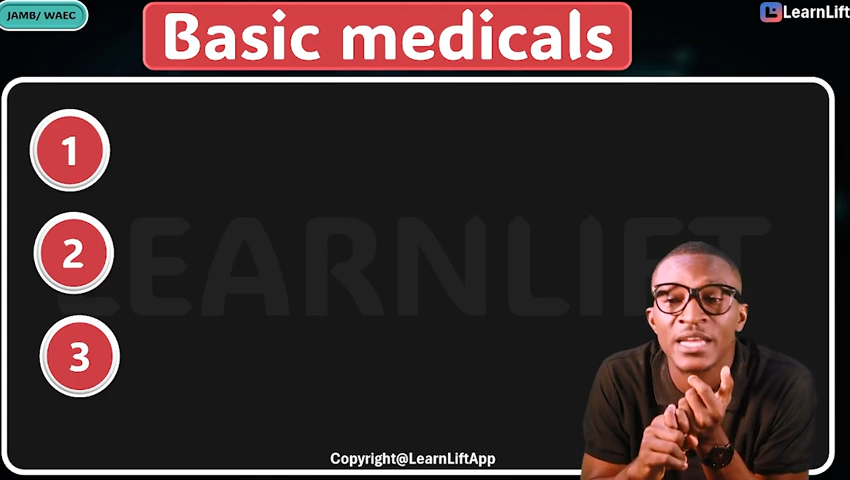 JAMB/ WAEC
Basic medicals
LearnLift
1
2
3
LEARNLIFT
Copyright@LearnLiftApp